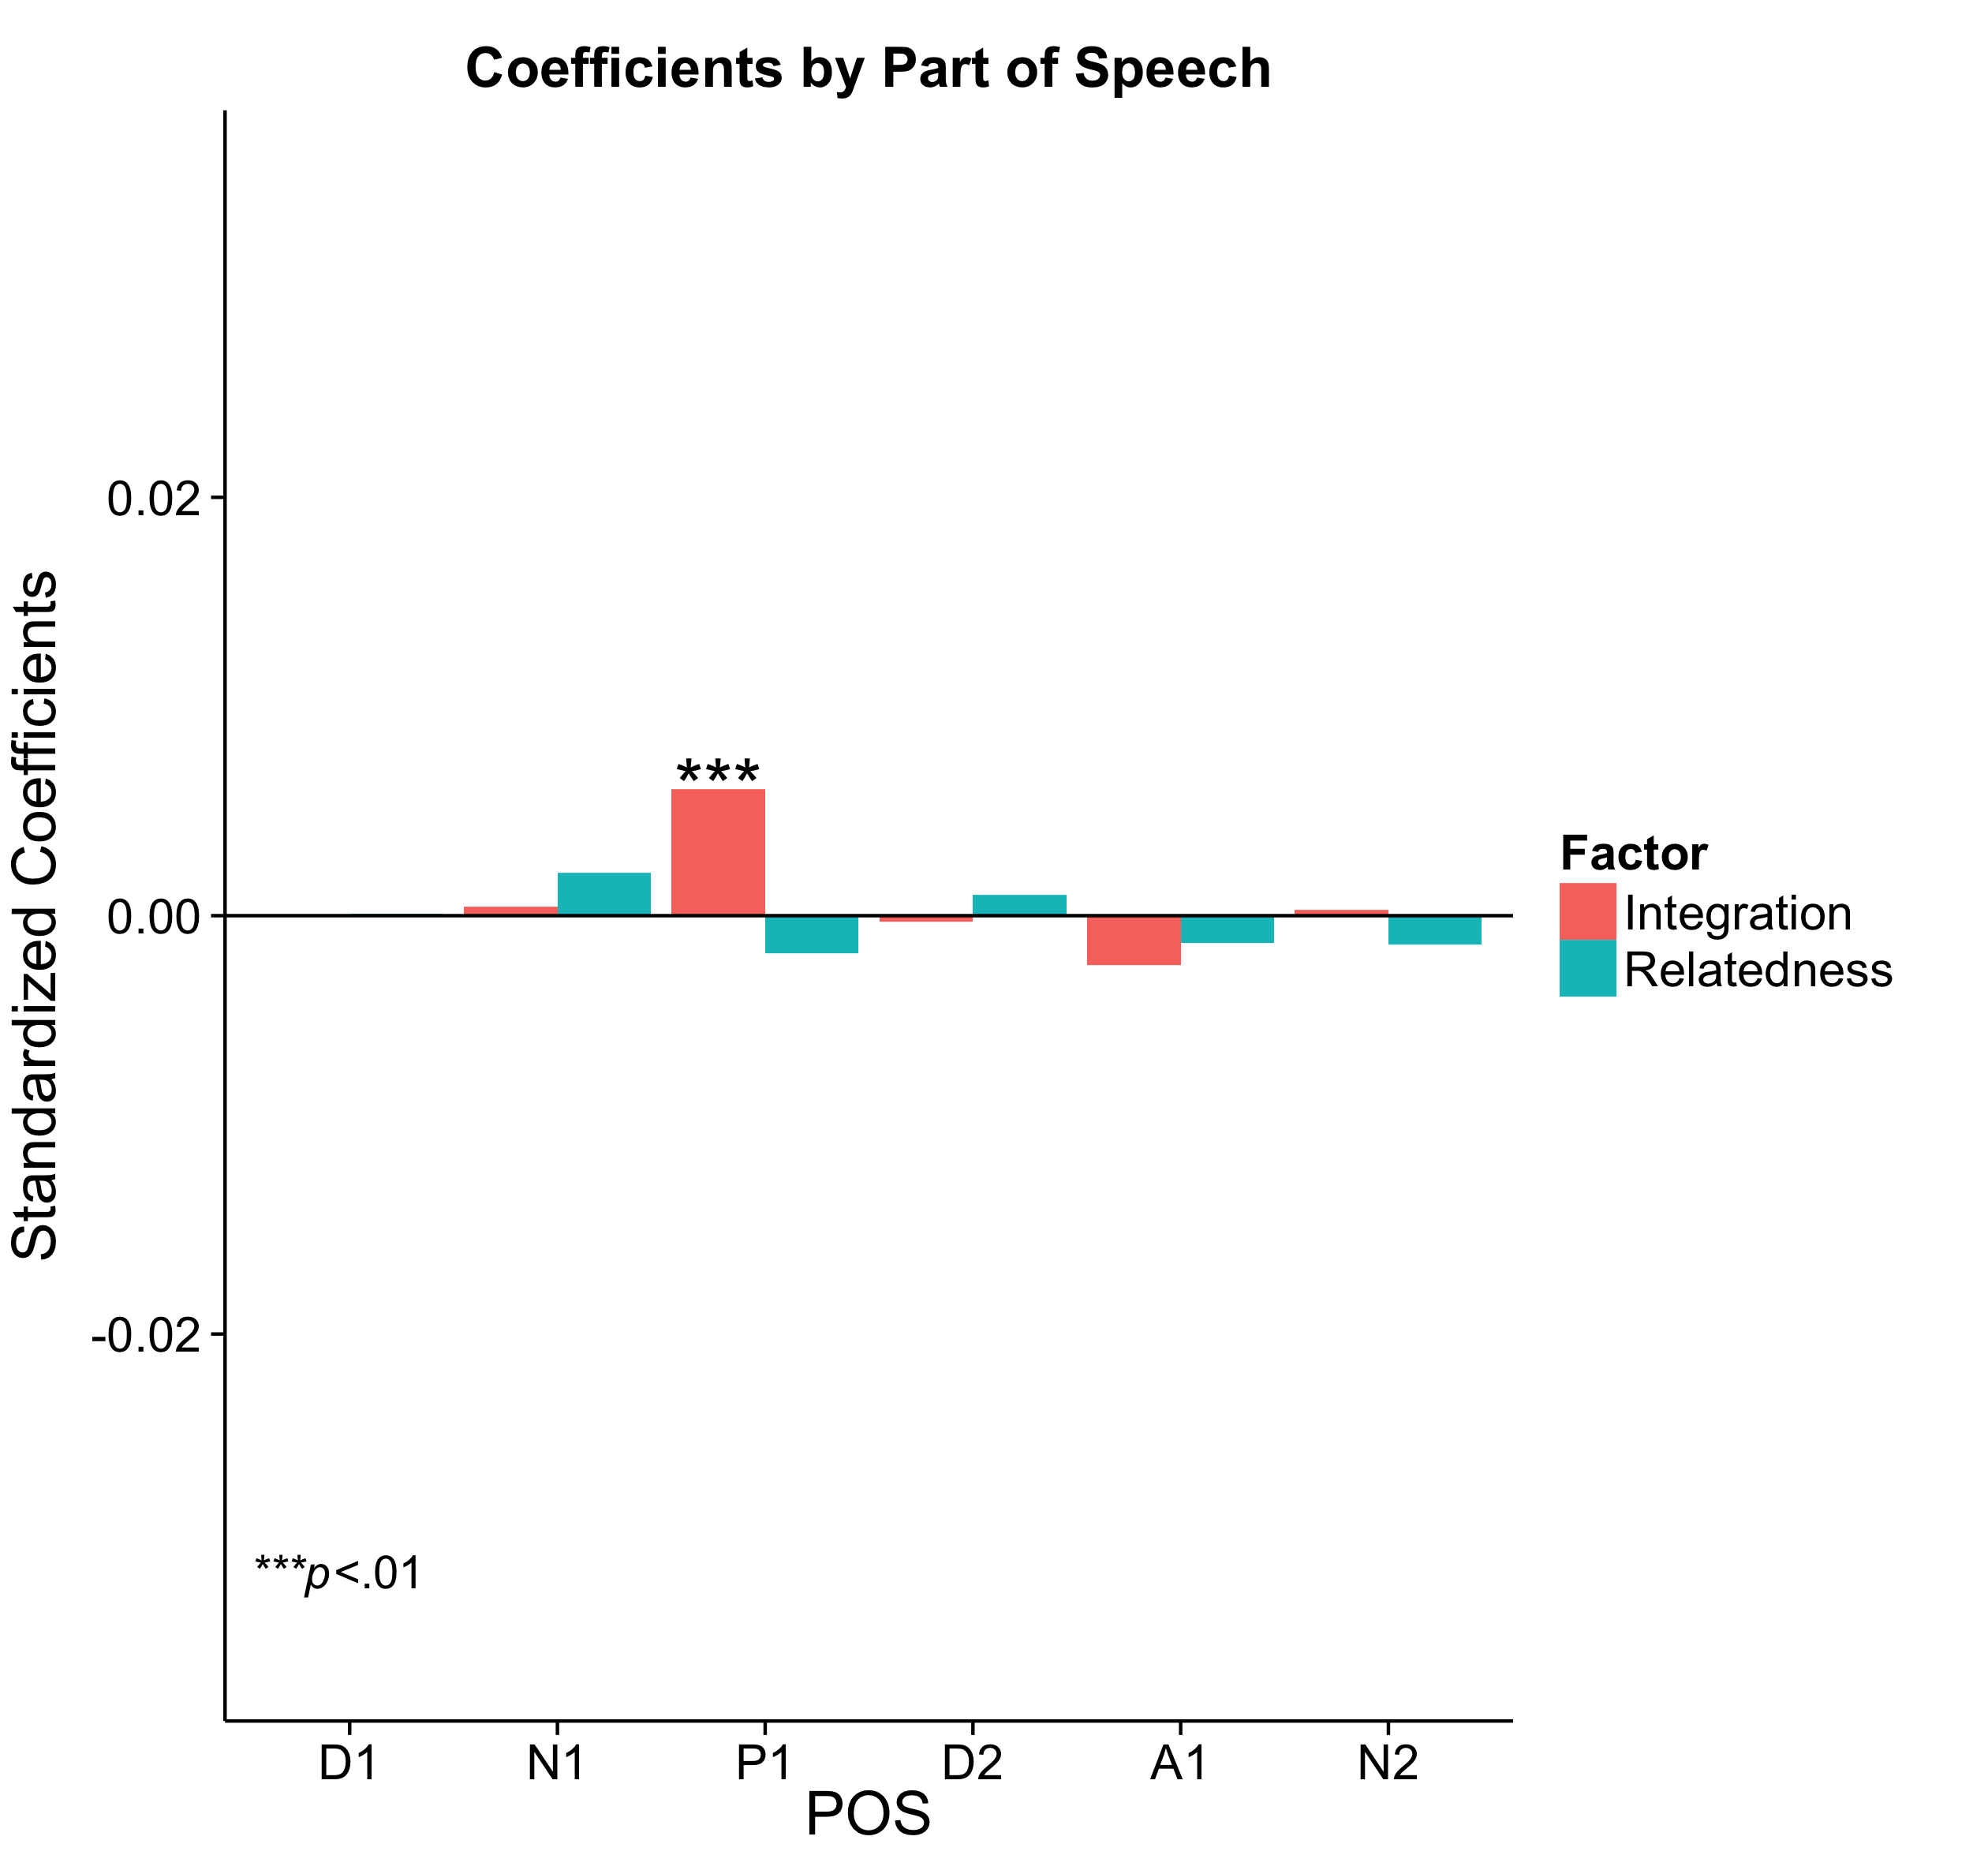 Coefficients by Part of Speech
Standardized Coefficients
0.02
0.00
-0.02
***
***p<.01
D1 N1 P1 D2 A1 N2
POS
Factor
Integration
Relatedness